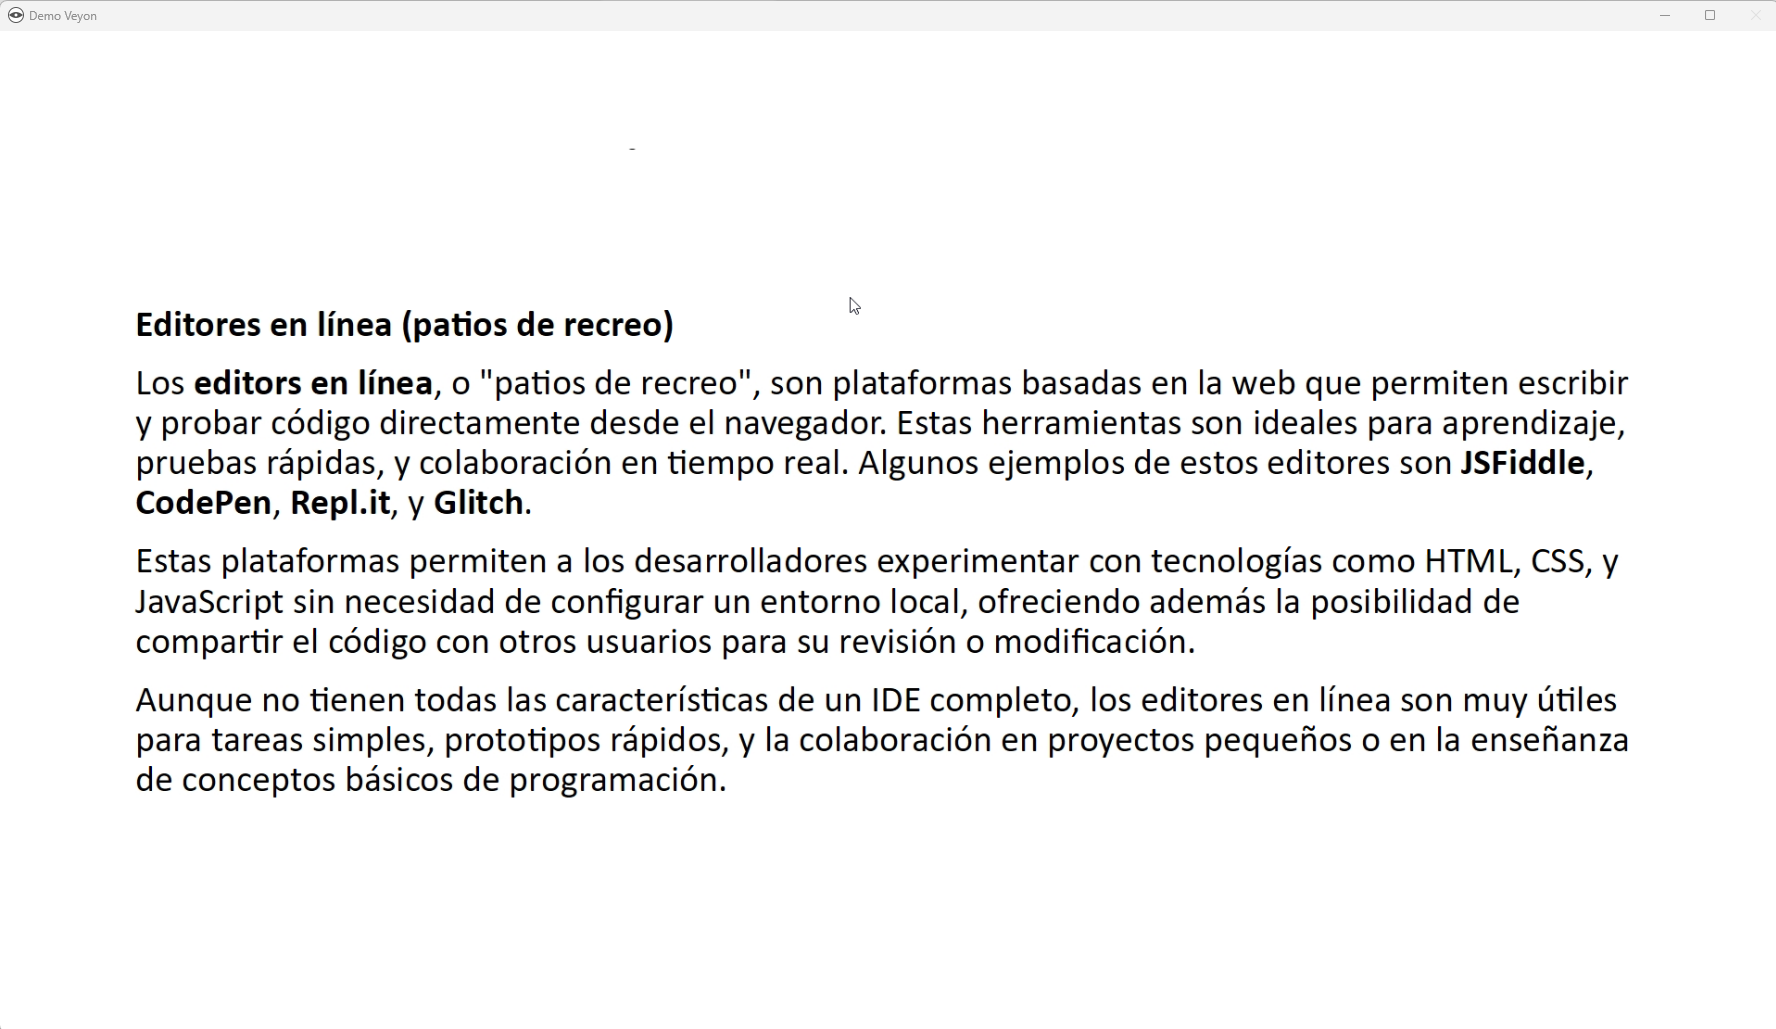 Demo Veyon
Editores en línea (patios de recreo)
Los editors en línea, o "patios de recreo", son plataformas basadas en la web que permiten escribir
y probar código directamente desde el navegador. Estas herramientas son ideales para aprendizaje,
pruebas rápidas, y colaboración en tiempo real. Algunos ejemplos de estos editores son JSFiddle,
CodePen, Repl.it, y Glitch.
Estas plataformas permiten a los desarrolladores experimentar con tecnologías como HTML, CSS, y
JavaScript sin necesidad de configurar un entorno local, ofreciendo además la posibilidad de
compartir el código con otros usuarios para su revisión o modificación.
Aunque no tienen todas las características de un IDE completo, los editores en línea son muy útiles
para tareas simples, prototipos rápidos, y la colaboración en proyectos pequeños o en la enseñanza
de conceptos básicos de programación.